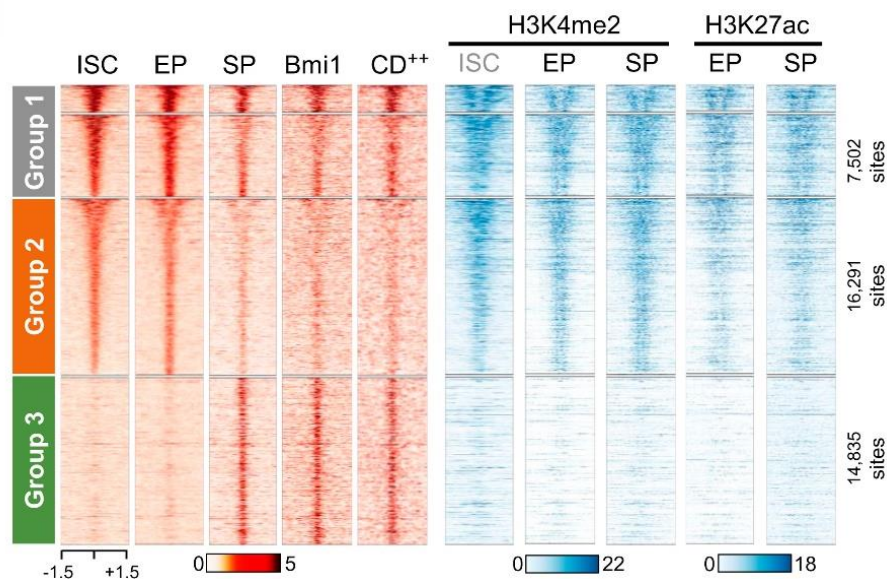 H3K4me2 H3K27ac
ISC EP SP Bmi1 CD++ ISC EP SP EP SP
Group 1
7,502 sites
Group 2
16,291 sites
Group 3
14,835 sites
-1.5 +1.5 0 5 0 22 0 18